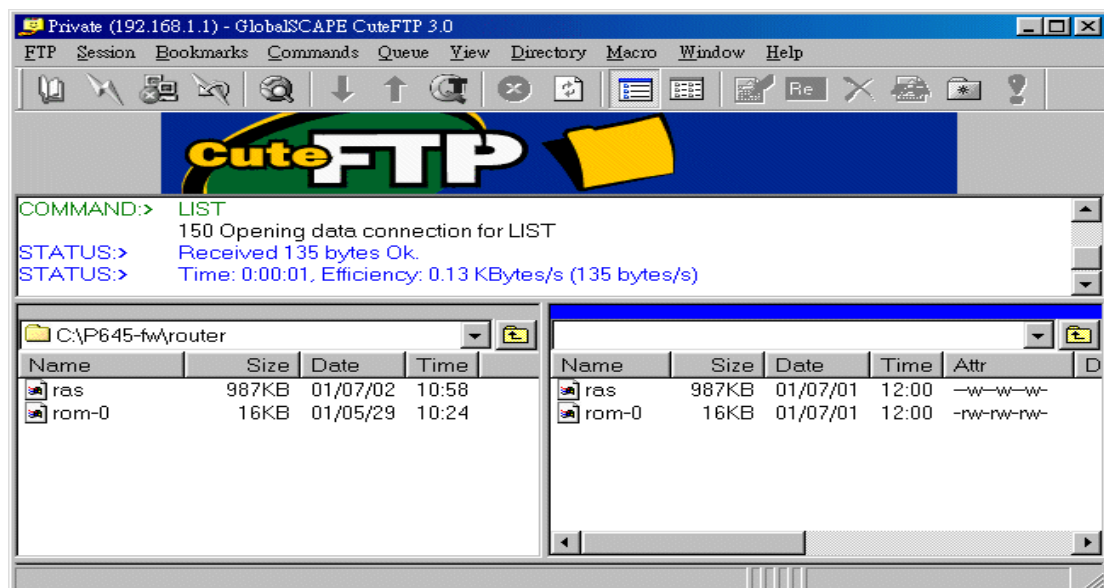 Private (192.168.1.1) - GlobalSCAPE CuteFTP 3.0
FTP Session Bookmarks Commands Queue View Directory Macro Window Help
Re
cuteFTP
COMMAND:> LIST
150 Opening data connection for LIST
STATUS:> Received 135 bytes Ok.
STATUS:> Time: 0:00:01, Efficiency: 0.13 KBytes/s (135 bytes/s)
C:\P645-fw\router
Name Size Date Time
ras 987KB 01/07/02 10:58
rom-0 16KB 01/05/29 10:24
Name Size Date Time Attr D
ras 987KB 01/07/01 12:00 --w--w--w-
rom-0 16KB 01/07/01 12:00 -rw-rw-rw-